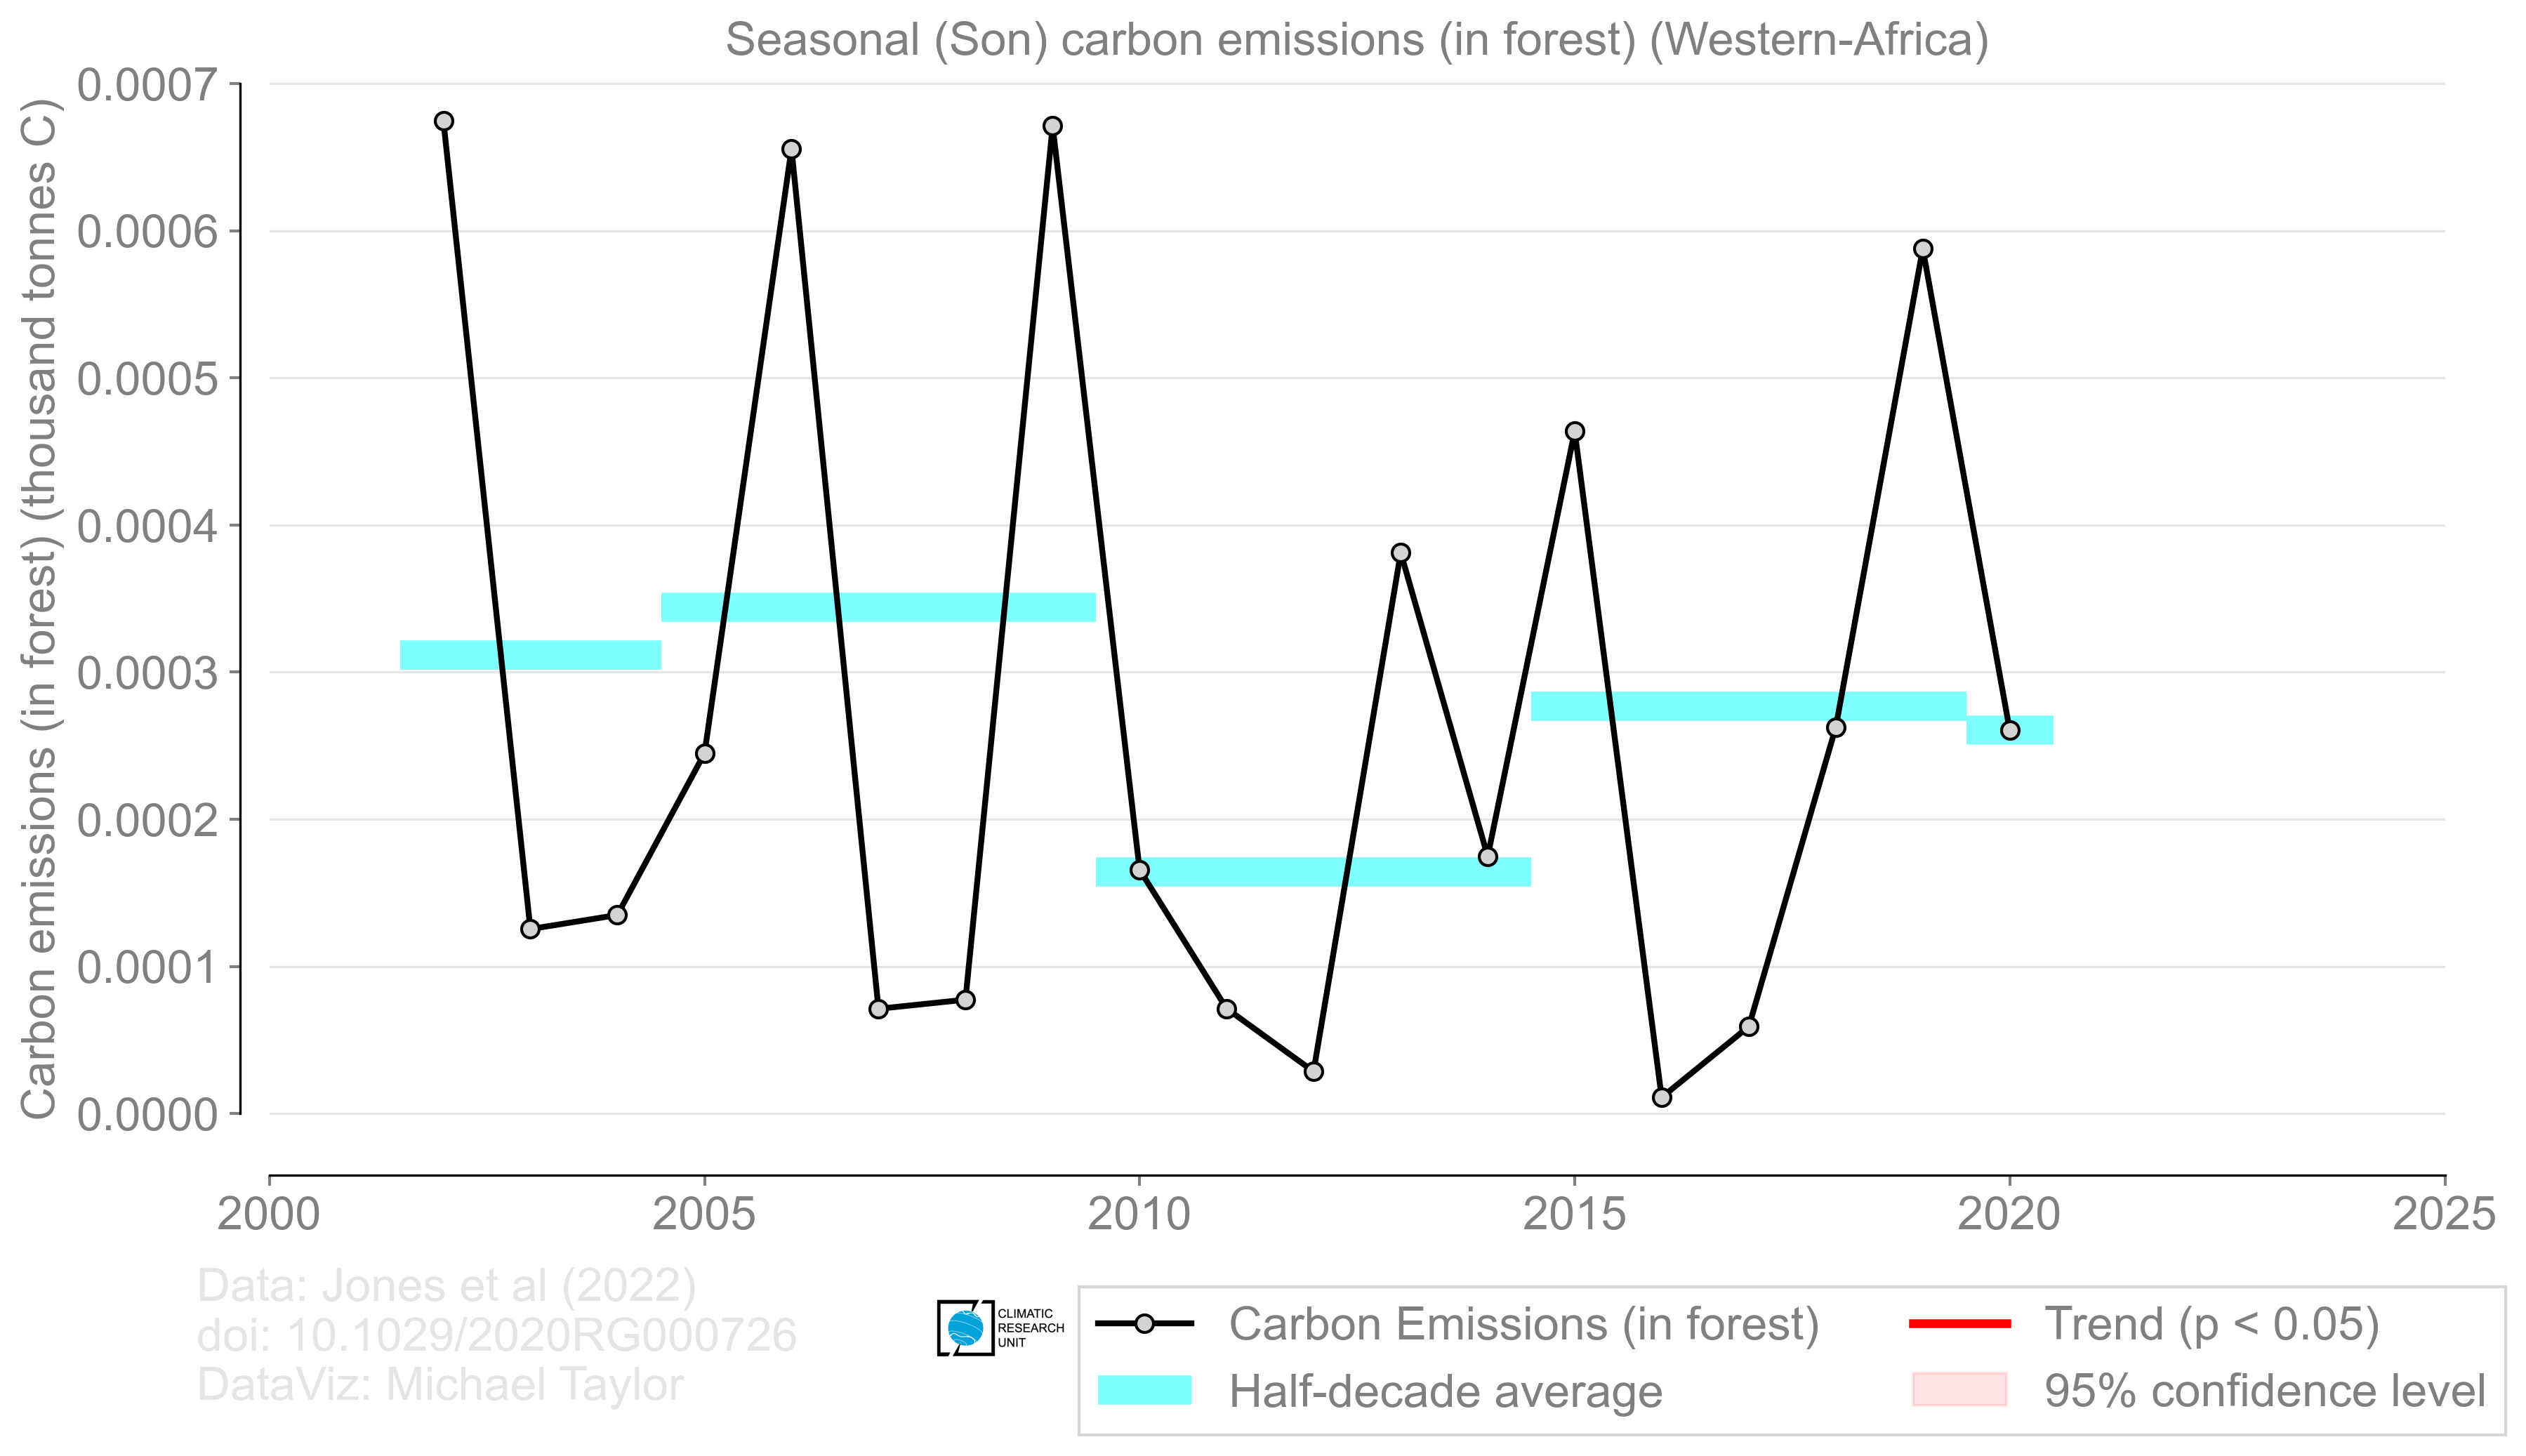 Seasonal (Son) carbon emissions (in forest) (Western-Africa)
Carbon emissions (in forest) (thousand tonnes C)
0.0007
0.0006
0.0005
0.0004
0.0003
0.0002
0.0001
0.0000
2000 2005 2010 2015 2020 2025
Data: Jones et al (2022)
doi: 10.1029/2020RG000726
DataViz: Michael Taylor
CLIMATIC
RESEARCH
UNIT
Carbon Emissions (in forest)
Half-decade average
Trend (p < 0.05)
95% confidence level